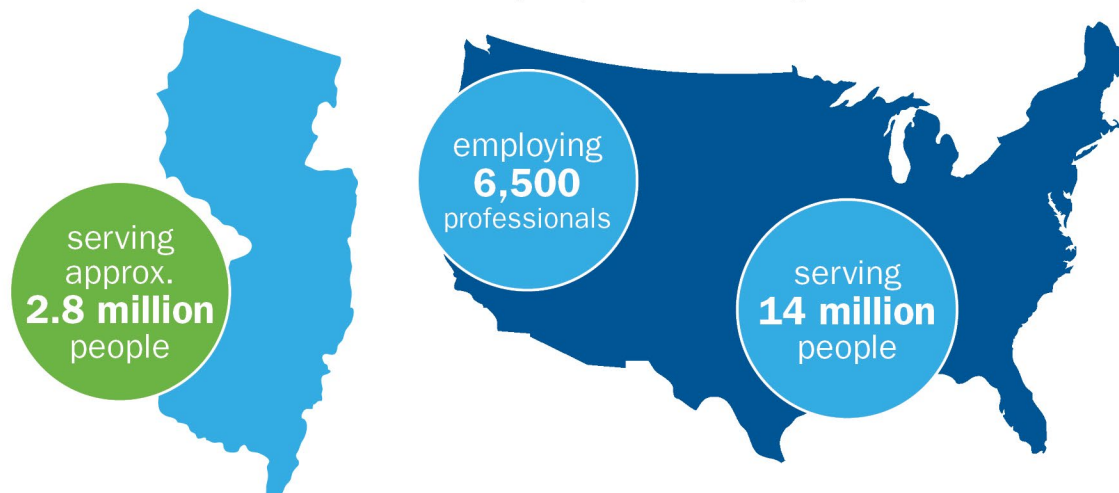 serving
approx.
2.8 million
people
employing
6,500
professionals
serving
14 million
people